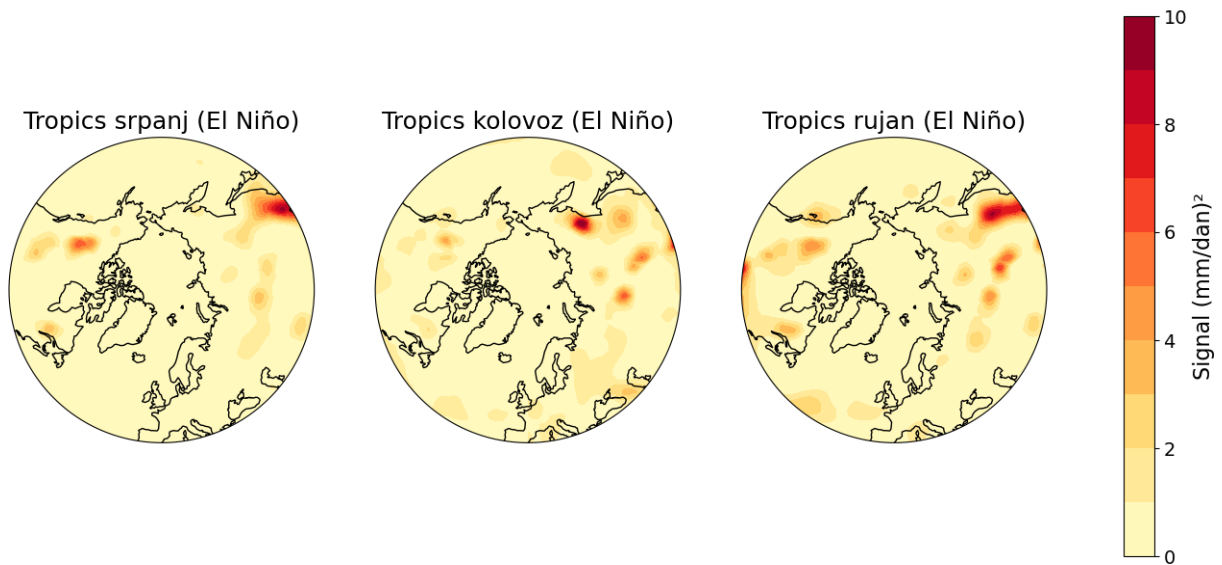 Tropics srpanj (El Niño)
Tropics kolovoz (El Niño)
Tropics rujan (El Niño)
10
8
6
4
2
0
Signal (mm/dan)²